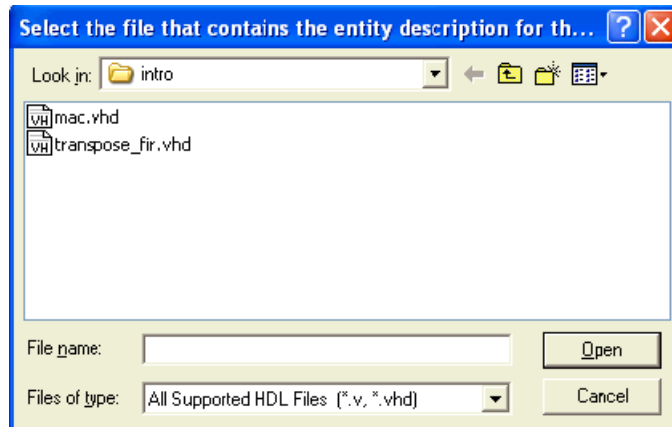 Select the file that contains the entity description for th...
Look in: intro
mac.vhd
transpose_fir.vhd
File name:
Open
Files of type: All Supported HDL Files (*.v, *.vhd)
Cancel